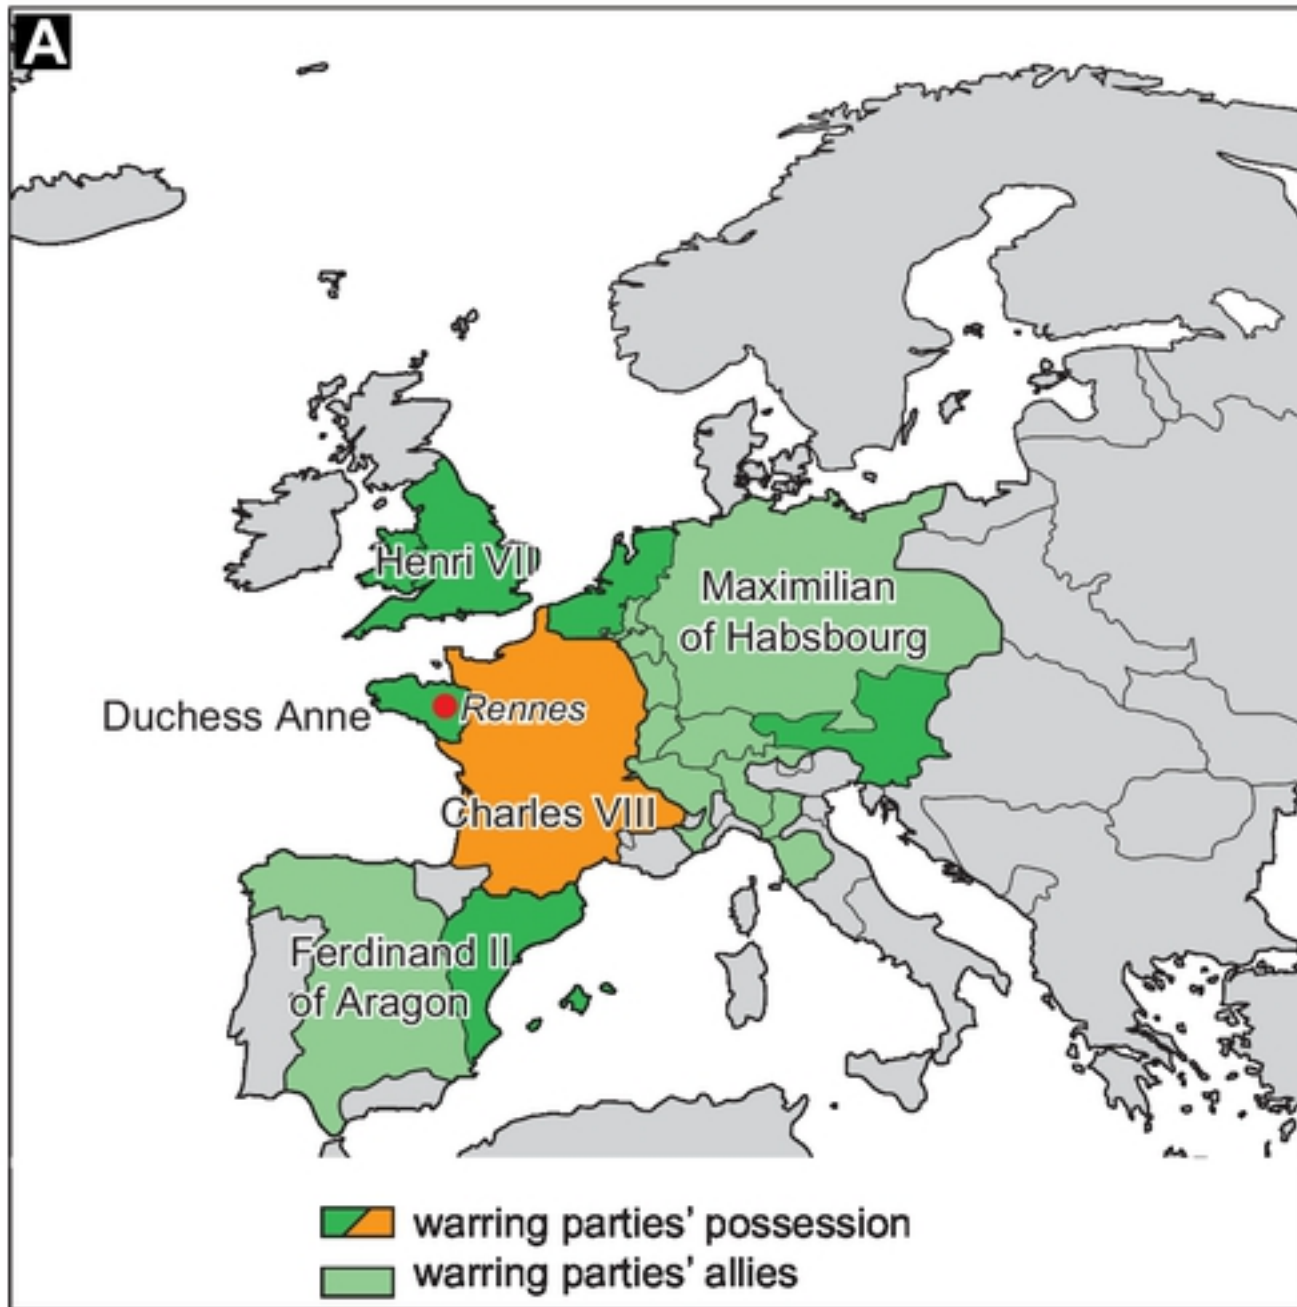 A
Henri VII
Maximilian
of Habsbourg
Duchess Anne
Rennes
Charles VIII
Ferdinand II
of Aragon
warring parties' possession
warring parties' allies